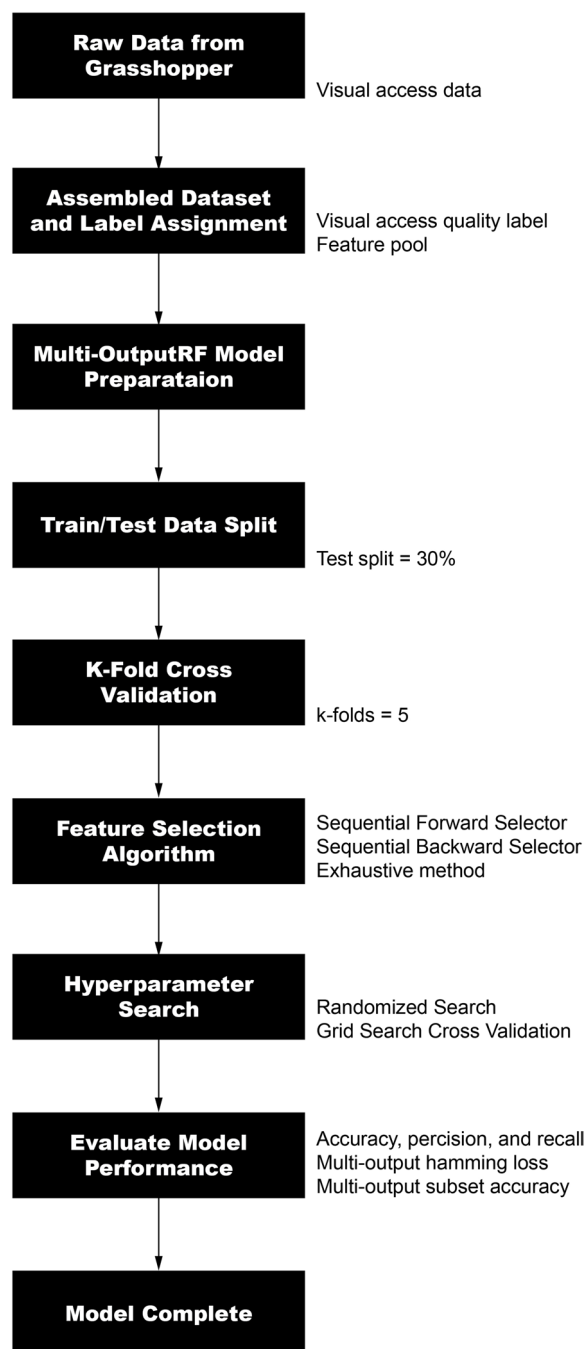 Raw Data from
Grasshopper
Visual access data
Assembled Dataset
and Label Assignment
Visual access quality label
Feature pool
Multi-OutputRF Model
Preparataion
Train/Test Data Split
Test split = 30%
K-Fold Cross
Validation
k-folds = 5
Feature Selection
Algorithm
Sequential Forward Selector
Sequential Backward Selector
Exhaustive method
Hyperparameter
Search
Randomized Search
Grid Search Cross Validation
Evaluate Model
Performance
Accuracy, percision, and recall
Multi-output hamming loss
Multi-output subset accuracy
Model Complete